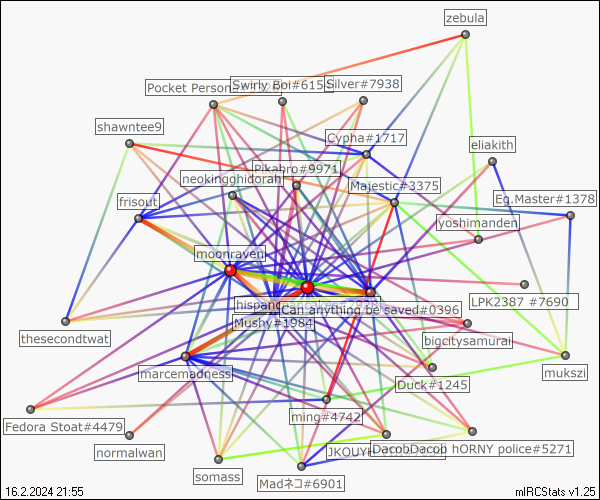 zebula
Pocket Person
Swirly Boi#615
Silver#7938
shawntee9
Cypha#1717
eliakith
Pikabro#9971
neokingghidorah
Majestic#3375
Eg.Master#1378
frisout
yoshimanden
moonraven
LPK2387 #7690
hispand
Can anything be saved#0396
Mushy#1984
thesecondtwat
bigcitysamurai
marcemadness
mukszi
Duck#1245
ming#4742
Fedora Stoat#4479
normalwan
JKOUYH
DacobDacob hORNY police#5271
somass
Madネコ#6901
16.2.2024 21:55
mIRCStats v1.25